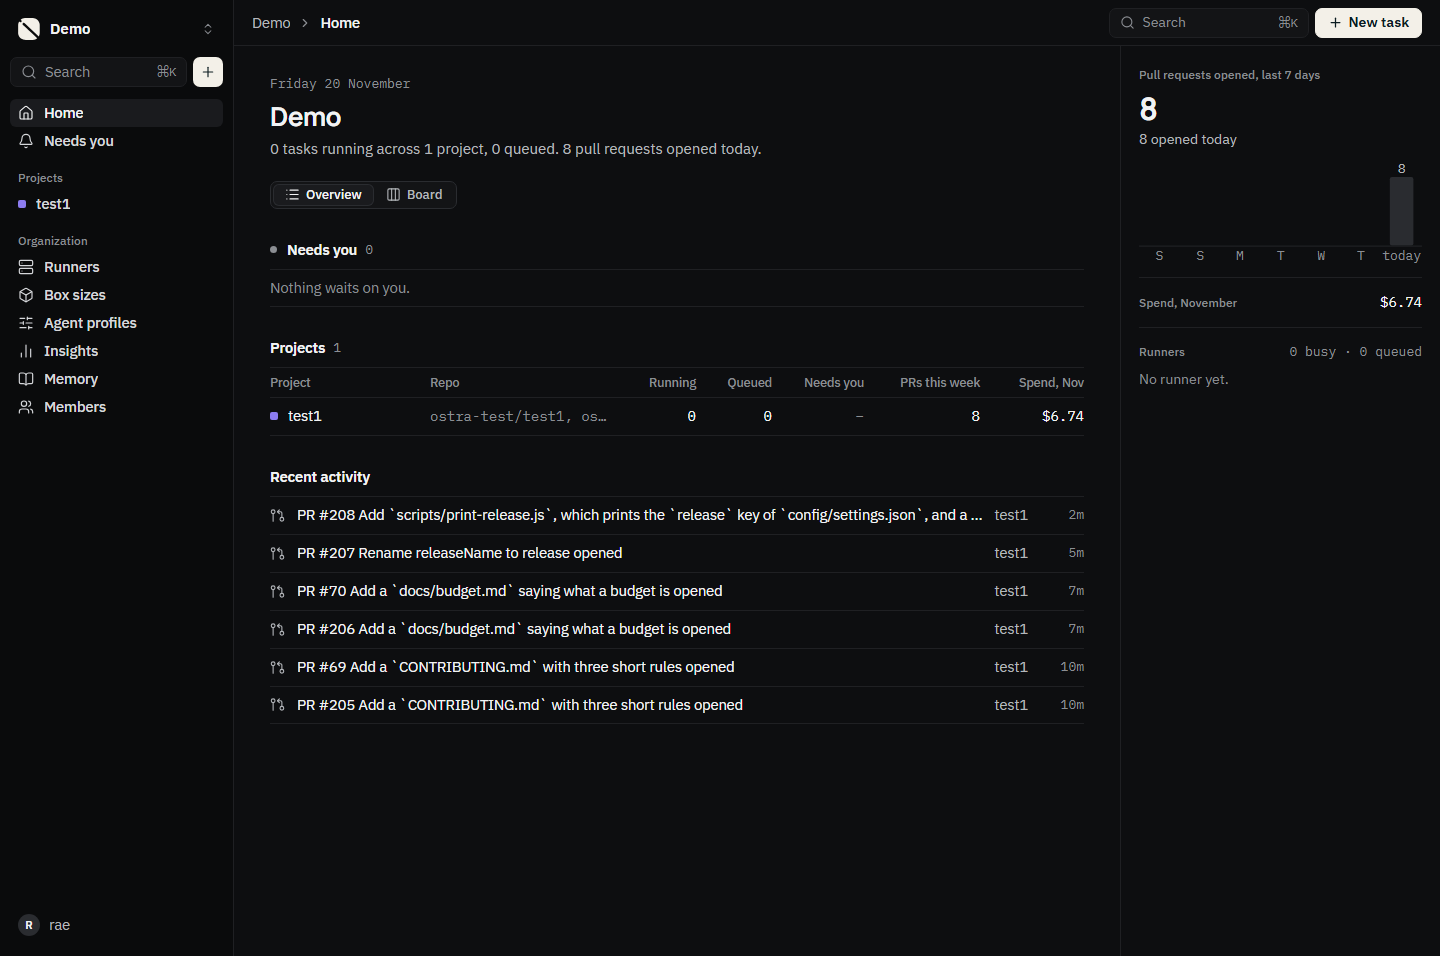 Demo
Search ⌘K
Home
Needs you
Projects
test1
Organization
Runners
Box sizes
Agent profiles
Insights
Memory
Members
R rae
Demo > Home
Search ⌘K
+ New task
Friday 20 November
Demo
0 tasks running across 1 project, 0 queued. 8 pull requests opened today.
Overview Board
Needs you 0
Nothing waits on you.
Projects 1
Project Repo Running Queued Needs you PRs this week Spend, Nov
test1 ostra-test/test1, os… 0 0 – 8 $6.74
Recent activity
PR #208 Add `scripts/print-release.js`, which prints the `release` key of `config/settings.json`, and a ... test1 2m
PR #207 Rename releaseName to release opened test1 5m
PR #70 Add a `docs/budget.md` saying what a budget is opened test1 7m
PR #206 Add a `docs/budget.md` saying what a budget is opened test1 7m
PR #69 Add a `CONTRIBUTING.md` with three short rules opened test1 10m
PR #205 Add a `CONTRIBUTING.md` with three short rules opened test1 10m
Pull requests opened, last 7 days
8
8 opened today
8
S S M T W T today
Spend, November $6.74
Runners 0 busy · 0 queued
No runner yet.